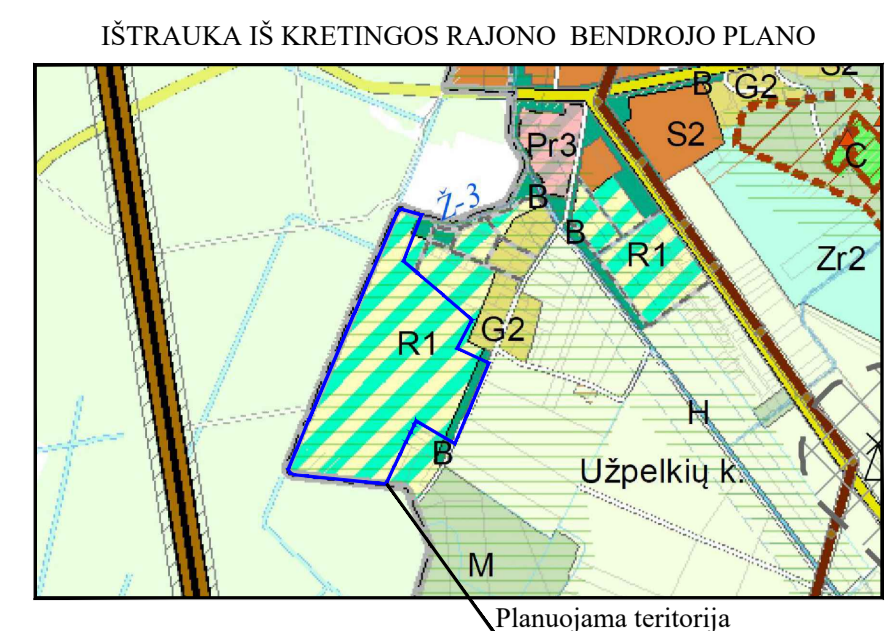 IŠTRAUKA IŠ KRETINGOS RAJONO BENDROJO PLANO
S2
B
G2
Pr3
S2
C
Ž-3
B
B
R1
Zr2
R1
G2
H
B
Užpelkių k.
M
Planuojama teritorija